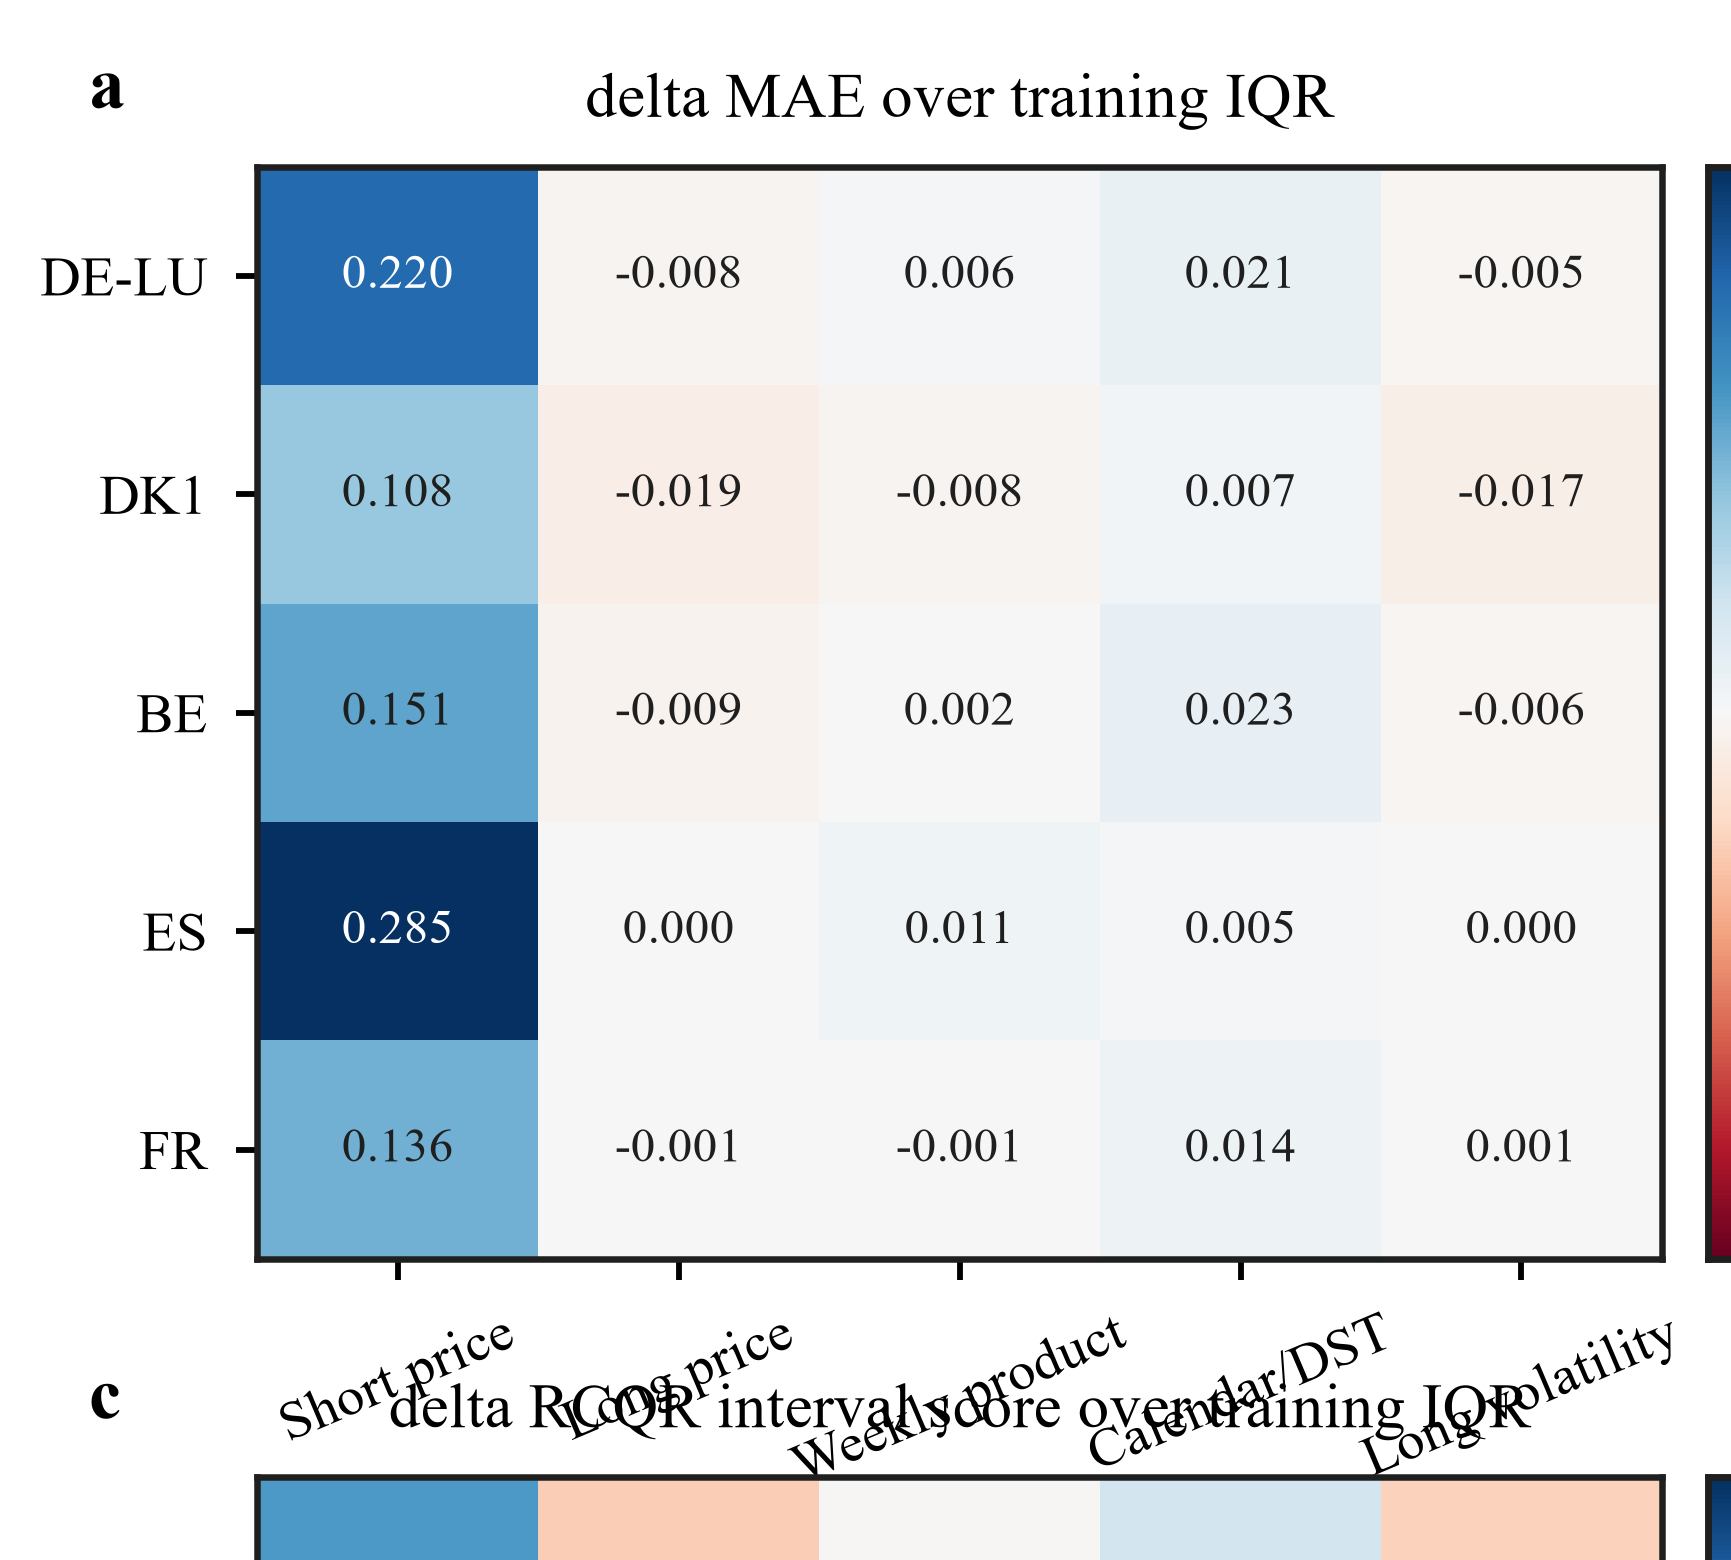 a
delta MAE over training IQR
DE-LU 0.220 -0.008 0.006 0.021 -0.005
DK1 0.108 -0.019 -0.008 0.007 -0.017
BE 0.151 -0.009 0.002 0.023 -0.006
ES 0.285 0.000 0.011 0.005 0.000
FR 0.136 -0.001 -0.001 0.014 0.001
Short price
Long price
Weekly product
Calendar/DST
Long volatility
c
delta RCQR interval score over training IQR